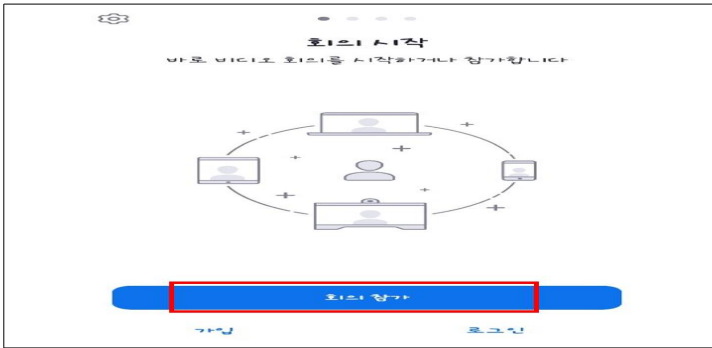 회의 시작
바로 비디오 회의를 시작하거나 참가합니다
회의 참가
가입
로그인